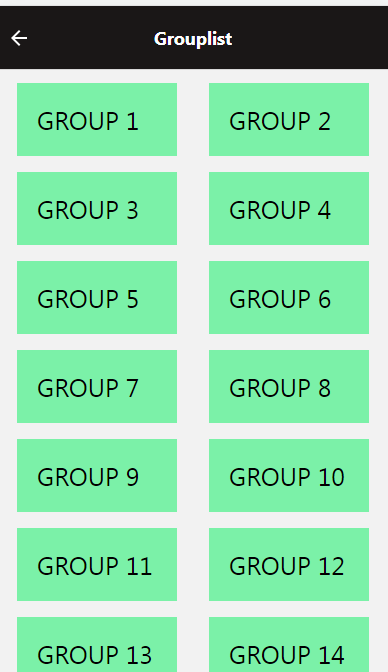 Grouplist
GROUP 1
GROUP 2
GROUP 3
GROUP 4
GROUP 5
GROUP 6
GROUP 7
GROUP 8
GROUP 9
GROUP 10
GROUP 11
GROUP 12
GROUP 13
GROUP 14